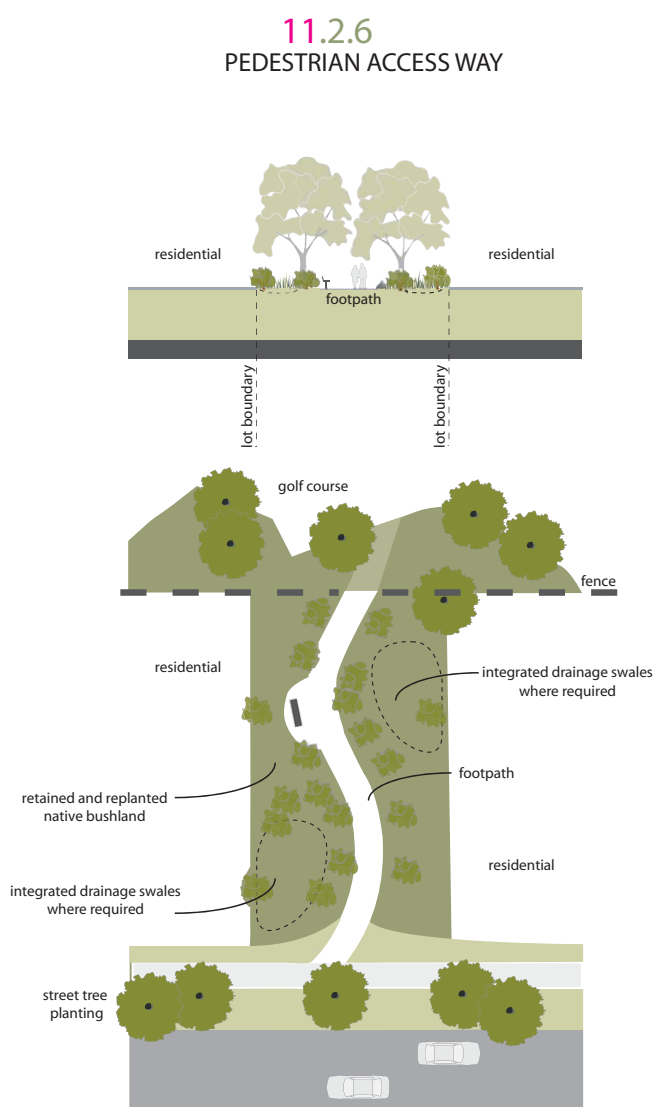 11.2.6
PEDESTRIAN ACCESS WAY
residential
residential
footpath
lot boundary
lot boundary
golf course
fence
residential
integrated drainage swales
where required
footpath
retained and replanted
native bushland
residential
integrated drainage swales
where required
street tree
planting